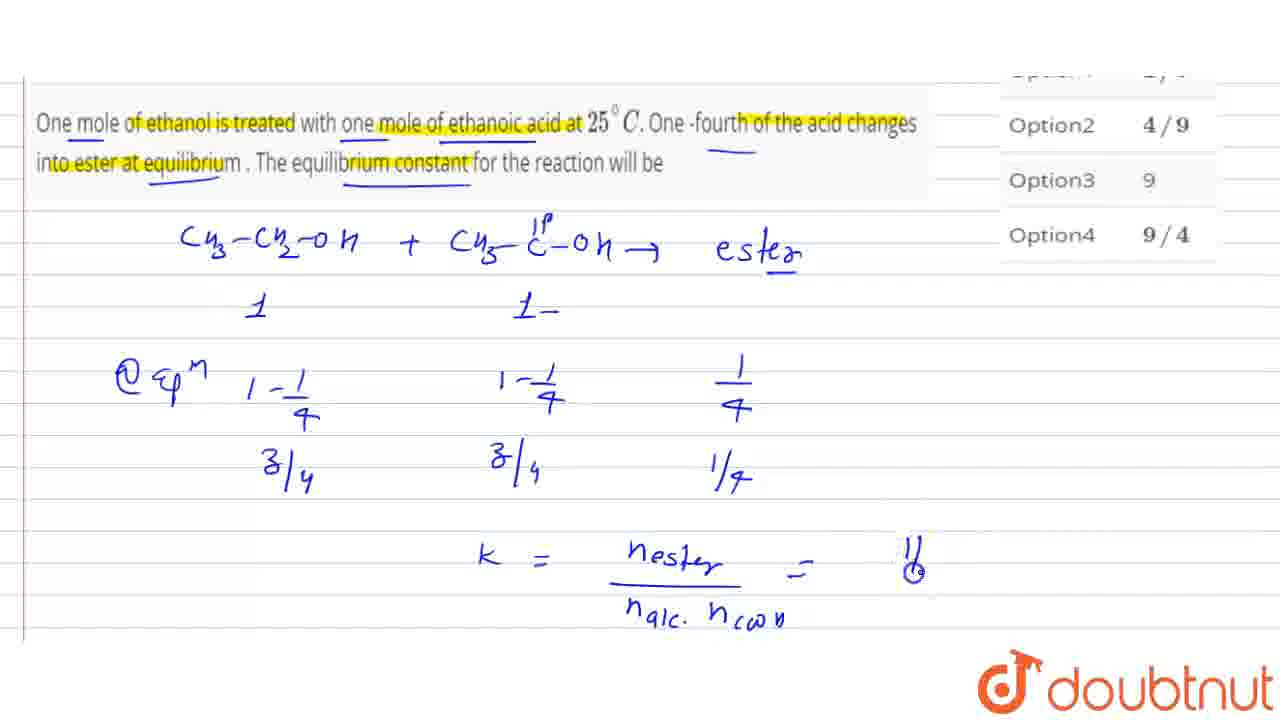 One mole of ethanol is treated with one mole of ethanoic acid at 25°C. One -fourth of the acid changes
into ester at equilibrium . The equilibrium constant for the reaction will be
Option2 4 / 9
Option3 9
Option4 9 / 4
CH3-CH2-OH + CH3-C-OH → ester
1 1-
@ Eqn 1-1/4 1-1/4 1/4
3/4 3/4 1/4
K = nester / nalc. ncooh =
doubtnut